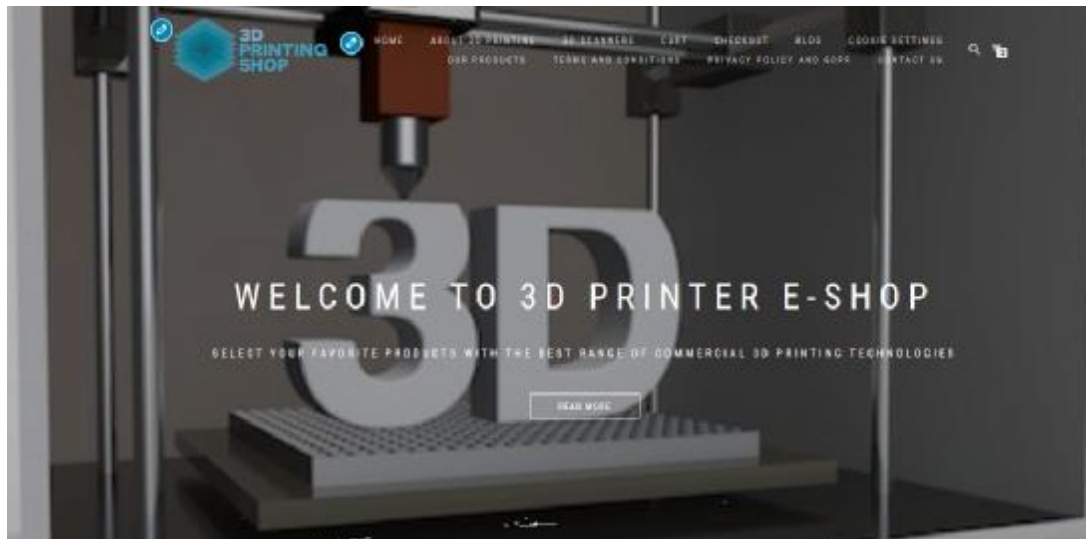 3D
PRINTING
SHOP
HOME ABOUT 3D PRINTING 3D SCANNERS CART CHECKOUT BLOG COOKIE SETTINGS
OUR PRODUCTS TERMS AND CONDITIONS PRIVACY POLICY AND GDPR CONTACT US
3D
WELCOME TO 3D PRINTER E-SHOP
SELECT YOUR FAVORITE PRODUCTS WITH THE BEST RANGE OF COMMERCIAL 3D PRINTING TECHNOLOGIES
READ MORE